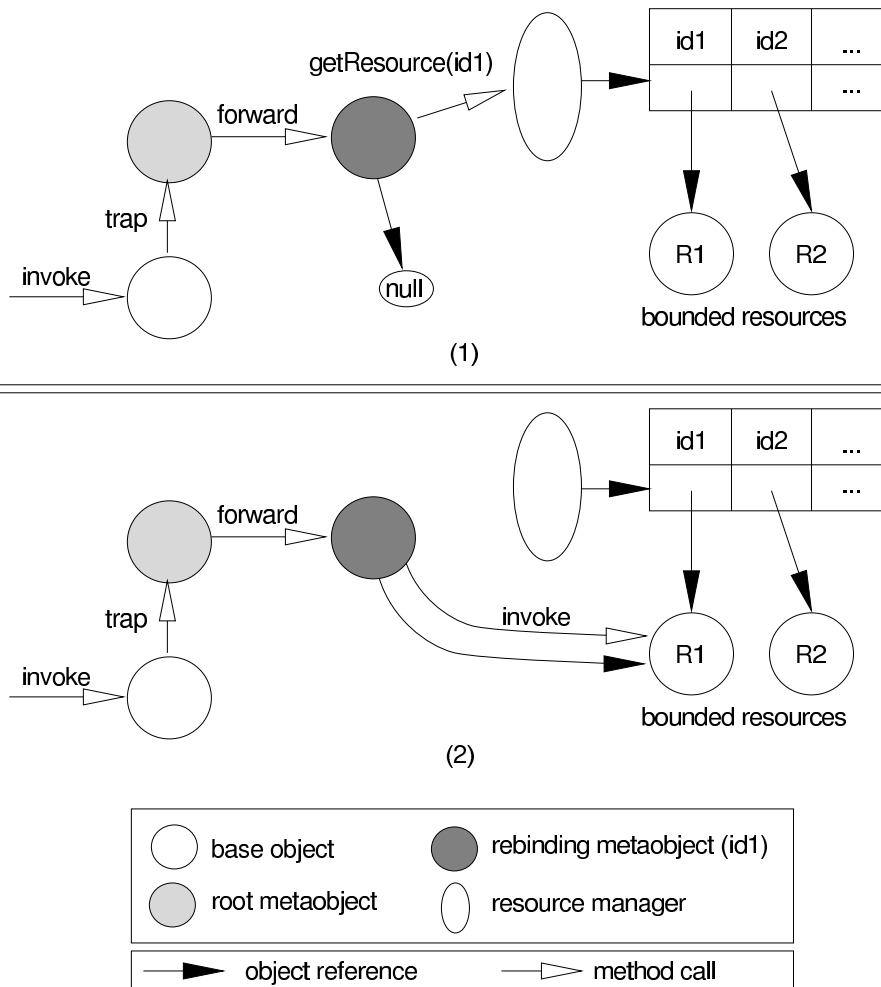 id1 id2 ...
...
getResource(id1)
forward
trap
invoke
null
R1 R2
bounded resources
(1)
id1 id2 ...
...
forward
trap
invoke
invoke
R1 R2
bounded resources
(2)
base object
rebinding metaobject (id1)
root metaobject
resource manager
object reference
method call